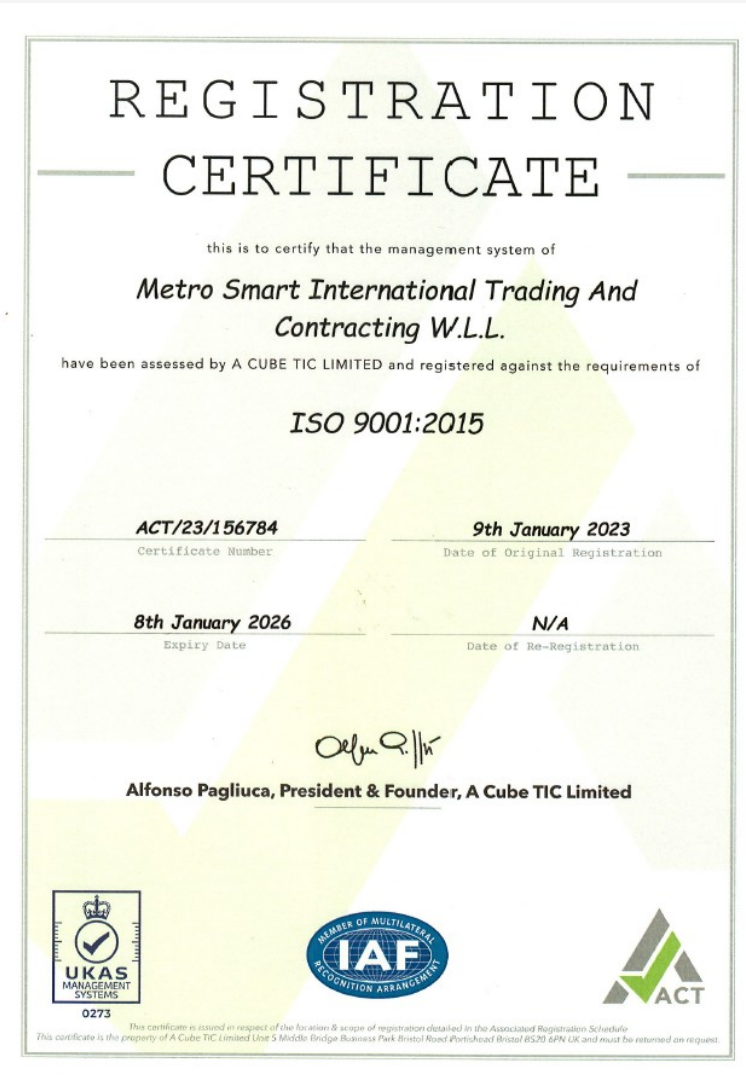 REGISTRATION
CERTIFICATE
this is to certify that the management system of
Metro Smart International Trading And
Contracting W.L.L.
have been assessed by A CUBE TIC LIMITED and registered against the requirements of
ISO 9001:2015
ACT/23/156784
Certificate Number
9th January 2023
Date of Original Registration
8th January 2026
Expiry Date
N/A
Date of Re-Registration
Alfonso Pagliuca, President & Founder, A Cube TIC Limited
UKAS
MANAGEMENT
SYSTEMS
0273
MEMBER OF MULTILATERAL
IAF
RECOGNITION ARRANGEMENT
ACT
This certificate is issued in respect of the location & scope of registration detailed in the Associated Registration Schedule
This certificate is the property of A Cube TIC Limited Unit 5 Middle Bridge Business Park Bristol Road Portishead Bristol BS20 6PN UK and must be returned on request.